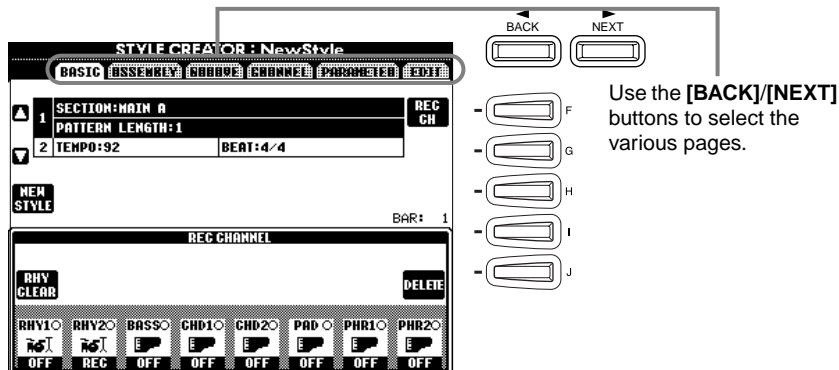 BACK NEXT
STYLE CREATOR : NewStyle
BASIC ASSEMBLY GROOVE CHANNEL PARAMETER EDIT
Use the [BACK]/[NEXT]
buttons to select the
various pages.
1 SECTION:MAIN A
PATTERN LENGTH:1
REC
CH
2 TEMPO:92 BEAT:4/4
NEW
STYLE
BAR: 1
F
G
H
I
J
REC CHANNEL
RHY
CLEAR
DELETE
RHY1 RHY2 BASS CHD1 CHD2 PAD PHR1 PHR2
OFF REC OFF OFF OFF OFF OFF OFF